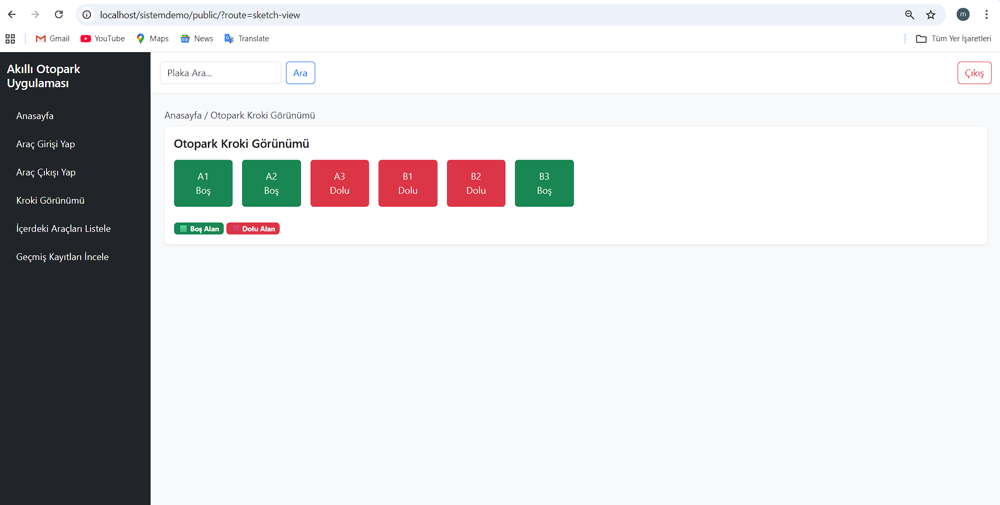 localhost/sistemdemo/public/?route=sketch-view
m
Gmail YouTube Maps News Translate Tüm Yer İşaretleri
Akıllı Otopark
Uygulaması
Anasayfa
Araç Girişi Yap
Araç Çıkışı Yap
Kroki Görünümü
İçerdeki Araçları Listele
Geçmiş Kayıtları İncele
Plaka Ara... Ara Çıkış
Anasayfa / Otopark Kroki Görünümü
Otopark Kroki Görünümü
A1
Boş
A2
Boş
A3
Dolu
B1
Dolu
B2
Dolu
B3
Boş
Boş Alan Dolu Alan